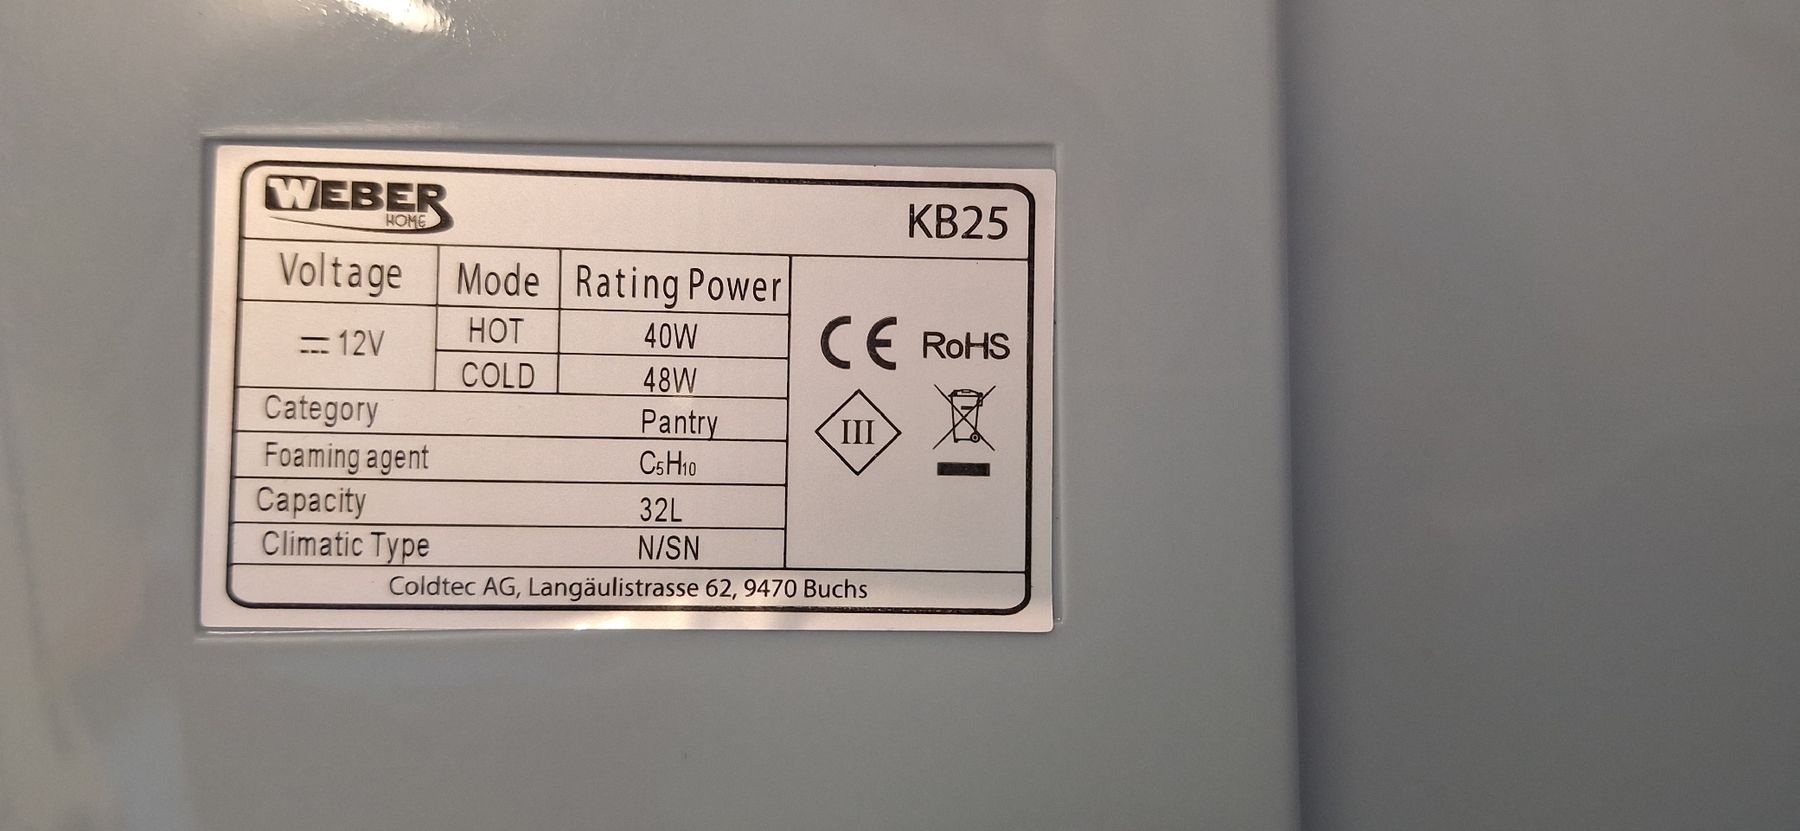 WEBER
HOME
KB25
Voltage Mode Rating Power
12V
HOT 40W
COLD 48W
CE RoHS
III
Category Pantry
Foaming agent C₅H₁₀
Capacity 32L
Climatic Type N/SN
Coldtec AG, Langäulistrasse 62, 9470 Buchs